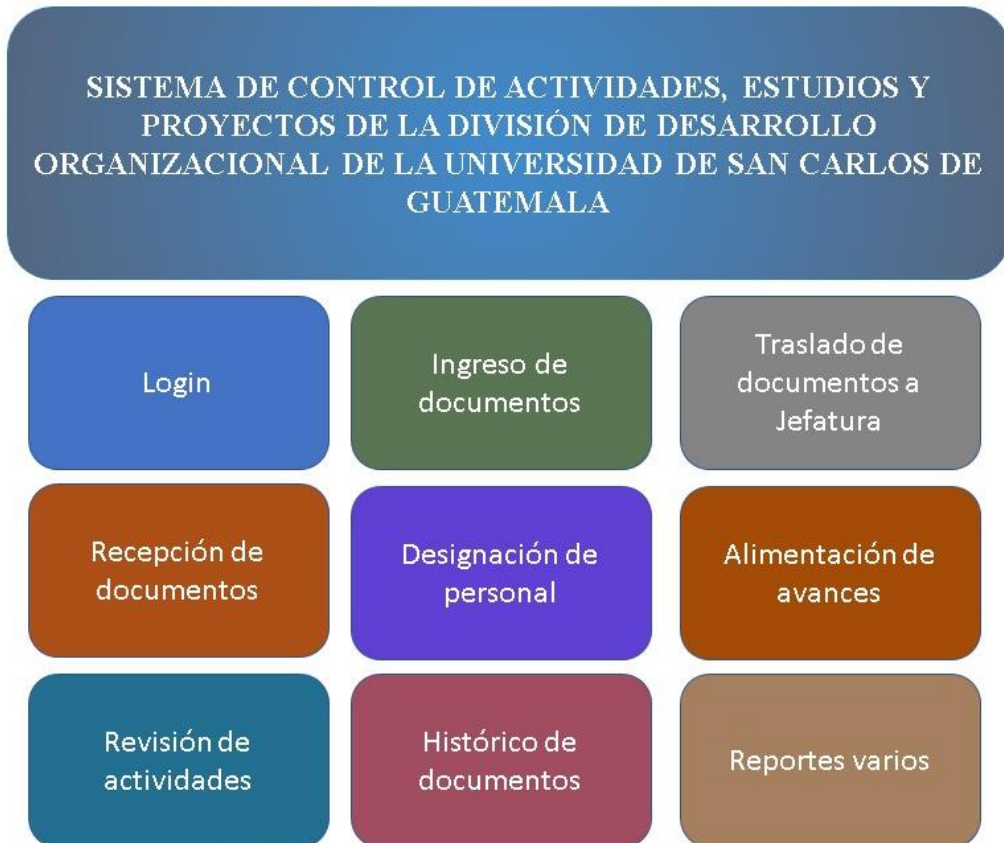 SISTEMA DE CONTROL DE ACTIVIDADES, ESTUDIOS Y
PROYECTOS DE LA DIVISIÓN DE DESARROLLO
ORGANIZACIONAL DE LA UNIVERSIDAD DE SAN CARLOS DE
GUATEMALA
Login
Ingreso de
documentos
Traslado de
documentos a
Jefatura
Recepción de
documentos
Designación de
personal
Alimentación de
avances
Revisión de
actividades
Histórico de
documentos
Reportes varios